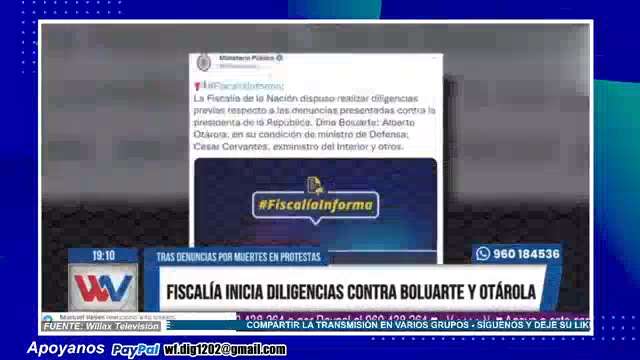 Ministerio Público
#FiscalíaInforma|
La Fiscalía de la Nación dispuso realizar diligencias
previas respecto a las denuncias presentadas contra la
presidenta de la República, Dina Boluarte; Alberto
Otárola, en su condición de ministro de Defensa;
César Cervantes, exministro del Interior y otros.
#FiscalíaInforma
19:10
TRAS DENUNCIAS POR MUERTES EN PROTESTAS
960 184536
WV
FISCALÍA INICIA DILIGENCIAS CONTRA BOLUARTE Y OTÁROLA
FUENTE: Willax Televisión
COMPARTIR LA TRANSMISIÓN EN VARIOS GRUPOS - SÍGUENOS Y DEJE SU LIK
Apoyanos PayPal wl.dig1202@gmail.com